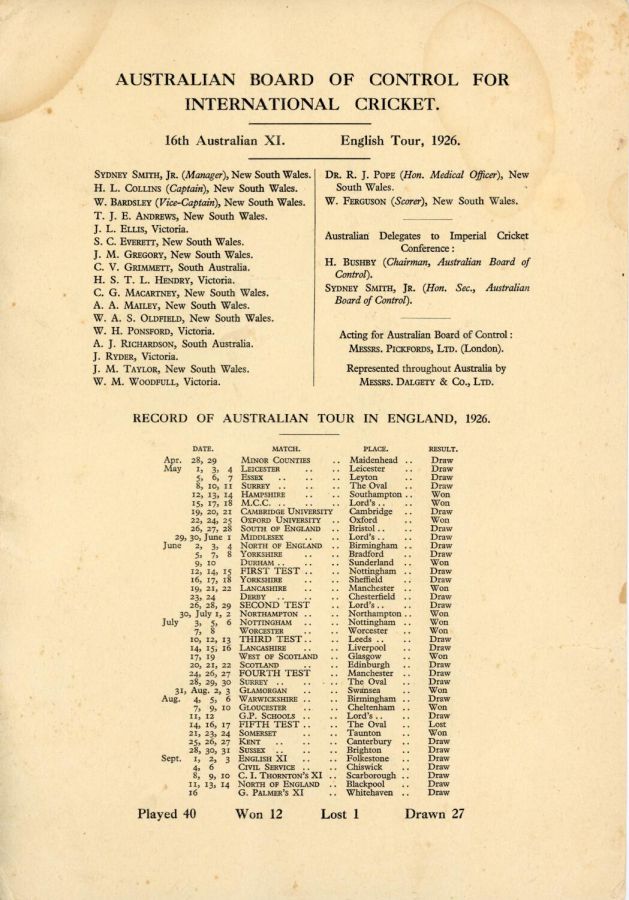 AUSTRALIAN BOARD OF CONTROL FOR
INTERNATIONAL CRICKET.
16th Australian XI. English Tour, 1926.
SYDNEY SMITH, JR. (Manager), New South Wales.
H. L. COLLINS (Captain), New South Wales.
W. BARDSLEY (Vice-Captain), New South Wales.
T. J. E. ANDREWS, New South Wales.
J. L. ELLIS, Victoria.
S. C. EVERETT, New South Wales.
J. M. GREGORY, New South Wales.
C. V. GRIMMETT, South Australia.
H. S. T. L. HENDRY, Victoria.
C. G. MACARTNEY, New South Wales.
A. A. MAILEY, New South Wales.
W. A. S. OLDFIELD, New South Wales.
W. H. PONSFORD, Victoria.
A. J. RICHARDSON, South Australia.
J. RYDER, Victoria.
J. M. TAYLOR, New South Wales.
W. M. WOODFULL, Victoria.
DR. R. J. POPE (Hon. Medical Officer), New
South Wales.
W. FERGUSON (Scorer), New South Wales.
Australian Delegates to Imperial Cricket
Conference :
H. BUSHBY (Chairman, Australian Board of
Control).
SYDNEY SMITH, JR. (Hon. Sec., Australian
Board of Control).
Acting for Australian Board of Control :
MESSRS. PICKFORDS, LTD. (London).
Represented throughout Australia by
MESSRS. DALGETY & CO., LTD.
RECORD OF AUSTRALIAN TOUR IN ENGLAND, 1926.
DATE. MATCH. PLACE. RESULT.
Apr. 28, 29 MINOR COUNTIES .. Maidenhead .. Draw
May 1, 3, 4 LEICESTER .. .. Leicester .. Draw
5, 6, 7 ESSEX .. .. .. Leyton .. Draw
8, 10, 11 SURREY .. .. .. The Oval .. Draw
12, 13, 14 HAMPSHIRE .. .. Southampton .. Won
15, 17, 18 M.C.C. .. .. .. Lord's .. .. Draw
19, 20, 21 CAMBRIDGE UNIVERSITY Cambridge .. Draw
22, 24, 25 OXFORD UNIVERSITY .. Oxford .. Won
26, 27, 28 SOUTH OF ENGLAND .. Bristol .. .. Draw
29, 30, June 1 MIDDLESEX .. .. Lord's .. .. Draw
June 2, 3, 4 NORTH OF ENGLAND .. Birmingham .. Draw
5, 7, 8 YORKSHIRE .. .. Bradford .. Draw
9, 10 DURHAM .. .. .. Sunderland .. Won
12, 14, 15 FIRST TEST .. .. Nottingham .. Draw
16, 17, 18 YORKSHIRE .. .. Sheffield .. Draw
19, 21, 22 LANCASHIRE .. .. Manchester .. Won
23, 24 DERBY .. .. .. Chesterfield .. Draw
26, 28, 29 SECOND TEST .. Lord's .. .. Draw
30, July 1, 2 NORTHAMPTON .. .. Northampton .. Won
July 3, 5, 6 NOTTINGHAM .. .. Nottingham .. Won
7, 8 WORCESTER .. .. Worcester .. Won
10, 12, 13 THIRD TEST .. .. Leeds .. .. Draw
14, 15, 16 LANCASHIRE .. .. Liverpool .. Draw
17, 19 WEST OF SCOTLAND .. Glasgow .. Won
20, 21, 22 SCOTLAND .. .. Edinburgh .. Draw
24, 26, 27 FOURTH TEST .. Manchester .. Draw
28, 29, 30 SURREY .. .. .. The Oval .. Draw
31, Aug. 2, 3 GLAMORGAN .. .. Swansea .. Won
Aug. 4, 5, 6 WARWICKSHIRE .. .. Birmingham .. Draw
7, 9, 10 GLOUCESTER .. .. Cheltenham .. Won
11, 12 G.P. SCHOOLS .. .. Lord's .. .. Draw
14, 16, 17 FIFTH TEST .. .. The Oval .. Lost
21, 23, 24 SOMERSET .. .. Taunton .. Won
25, 26, 27 KENT .. .. .. Canterbury .. Draw
28, 30, 31 SUSSEX .. .. .. Brighton .. Draw
Sept. 1, 2, 3 ENGLISH XI .. .. Folkestone .. Draw
4, 6 CIVIL SERVICE .. .. Chiswick .. Draw
8, 9, 10 C. I. THORNTON'S XI .. Scarborough .. Draw
11, 13, 14 NORTH OF ENGLAND .. Blackpool .. Draw
16 G. PALMER'S XI .. Whitehaven .. Draw
Played 40 Won 12 Lost 1 Drawn 27